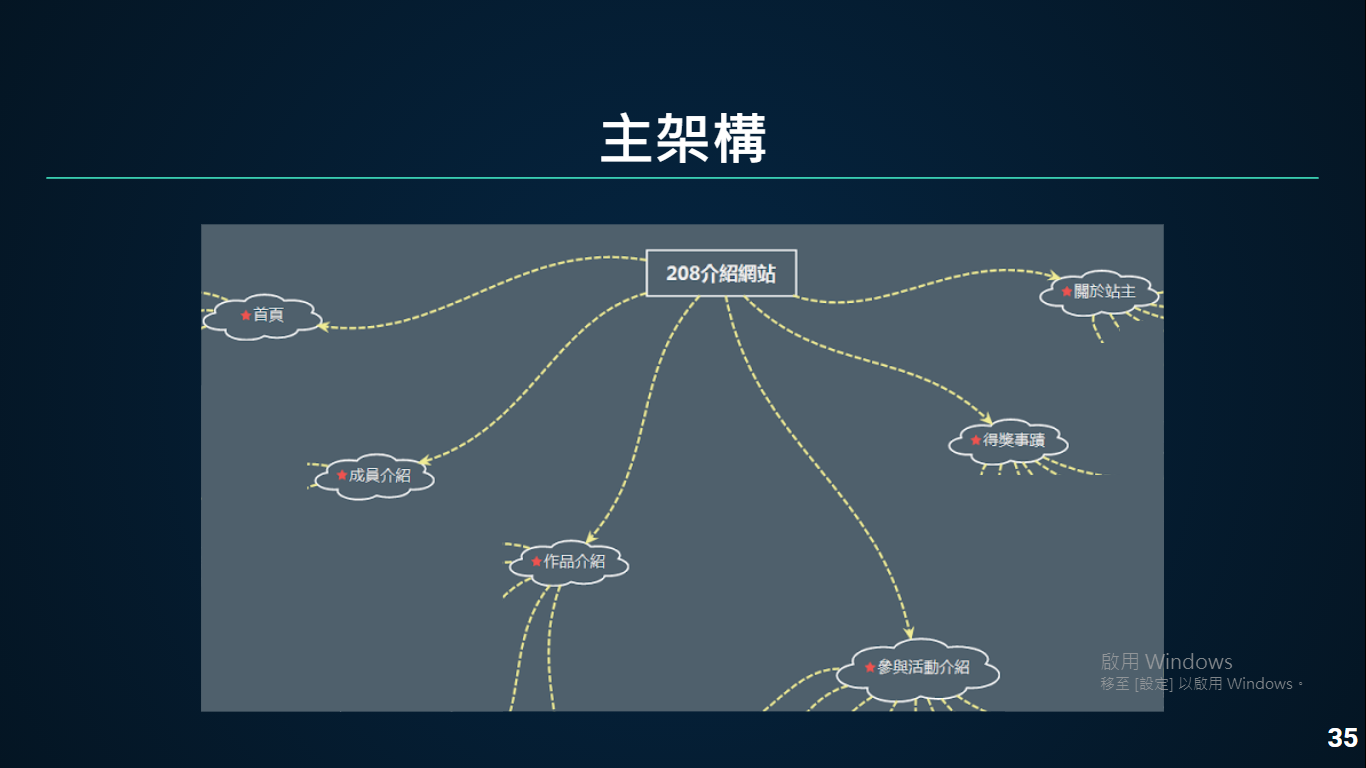 主架構
208介紹網站
關於站主
首頁
得獎事蹟
成員介紹
作品介紹
參與活動介紹
啟用 Windows
移至 [設定] 以啟用 Windows。
35